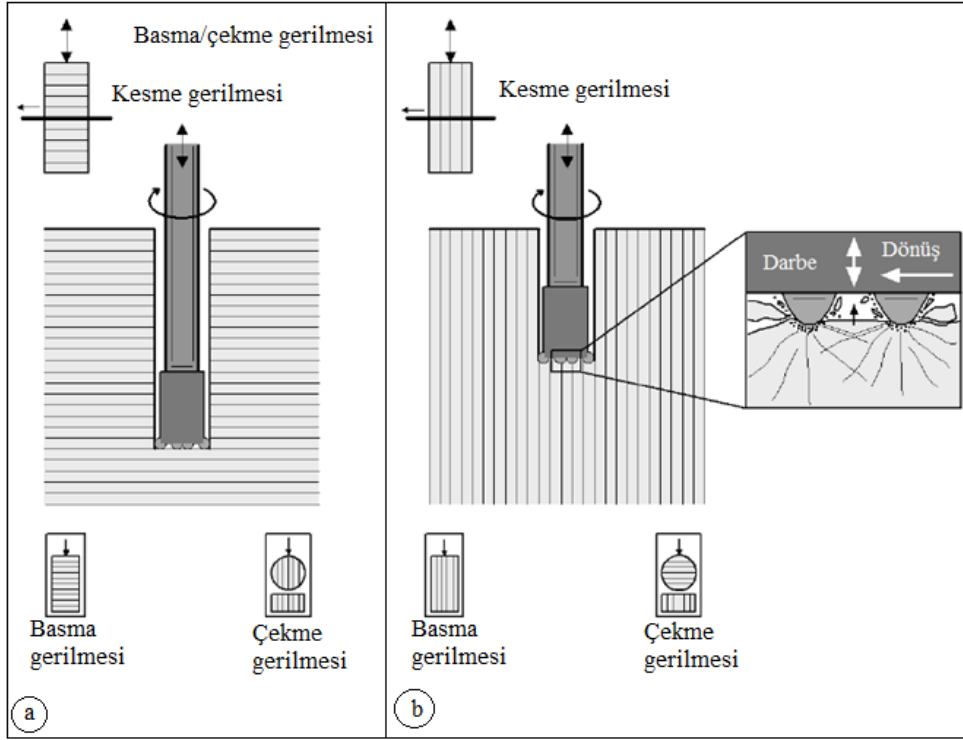 Basma/çekme gerilmesi
Kesme gerilmesi
Basma
gerilmesi
Çekme
gerilmesi
a
Kesme gerilmesi
Darbe
Dönüş
Basma
gerilmesi
Çekme
gerilmesi
b